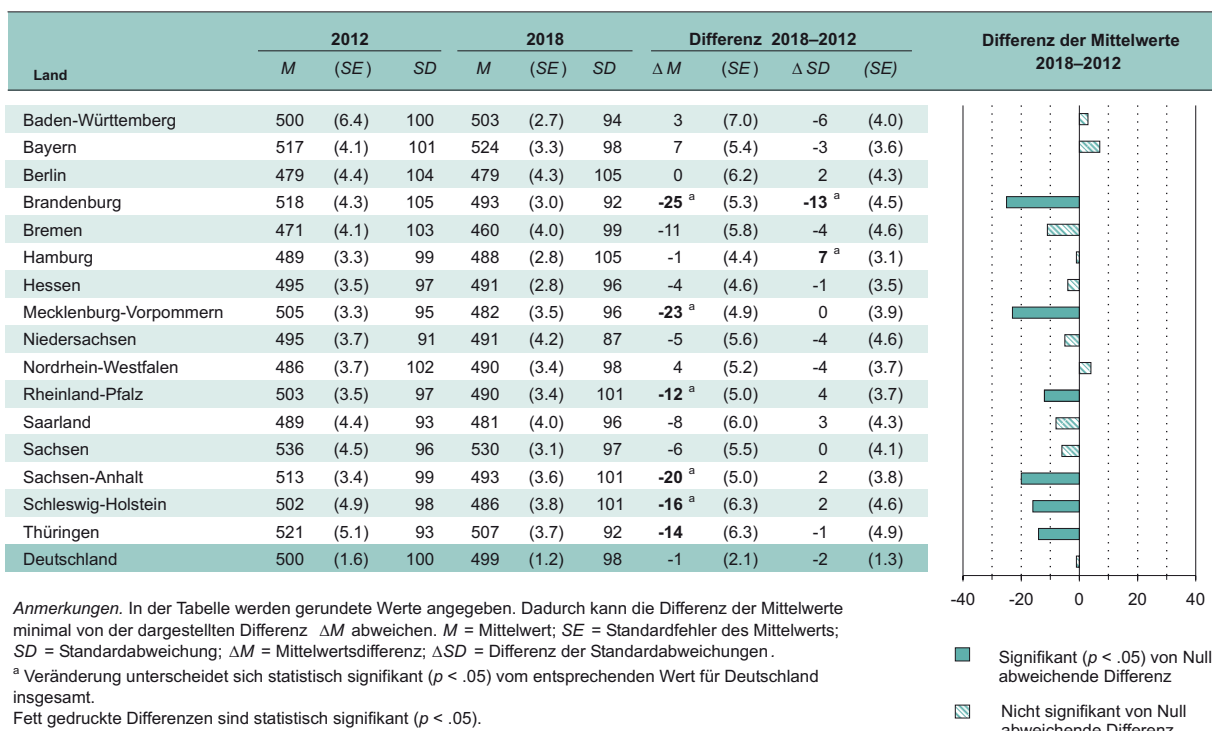 2012 2018 Differenz 2018–2012 Differenz der Mittelwerte
2018–2012
Land M (SE) SD M (SE) SD Δ M (SE) Δ SD (SE)
Baden-Württemberg 500 (6.4) 100 503 (2.7) 94 3 (7.0) -6 (4.0)
Bayern 517 (4.1) 101 524 (3.3) 98 7 (5.4) -3 (3.6)
Berlin 479 (4.4) 104 479 (4.3) 105 0 (6.2) 2 (4.3)
Brandenburg 518 (4.3) 105 493 (3.0) 92 -25 a (5.3) -13 a (4.5)
Bremen 471 (4.1) 103 460 (4.0) 99 -11 (5.8) -4 (4.6)
Hamburg 489 (3.3) 99 488 (2.8) 105 -1 (4.4) 7 a (3.1)
Hessen 495 (3.5) 97 491 (2.8) 96 -4 (4.6) -1 (3.5)
Mecklenburg-Vorpommern 505 (3.3) 95 482 (3.5) 96 -23 a (4.9) 0 (3.9)
Niedersachsen 495 (3.7) 91 491 (4.2) 87 -5 (5.6) -4 (4.6)
Nordrhein-Westfalen 486 (3.7) 102 490 (3.4) 98 4 (5.2) -4 (3.7)
Rheinland-Pfalz 503 (3.5) 97 490 (3.4) 101 -12 a (5.0) 4 (3.7)
Saarland 489 (4.4) 93 481 (4.0) 96 -8 (6.0) 3 (4.3)
Sachsen 536 (4.5) 96 530 (3.1) 97 -6 (5.5) 0 (4.1)
Sachsen-Anhalt 513 (3.4) 99 493 (3.6) 101 -20 a (5.0) 2 (3.8)
Schleswig-Holstein 502 (4.9) 98 486 (3.8) 101 -16 a (6.3) 2 (4.6)
Thüringen 521 (5.1) 93 507 (3.7) 92 -14 (6.3) -1 (4.9)
Deutschland 500 (1.6) 100 499 (1.2) 98 -1 (2.1) -2 (1.3)
-40 -20 0 20 40
Anmerkungen. In der Tabelle werden gerundete Werte angegeben. Dadurch kann die Differenz der Mittelwerte
minimal von der dargestellten Differenz ΔM abweichen. M = Mittelwert; SE = Standardfehler des Mittelwerts;
SD = Standardabweichung; ΔM = Mittelwertsdifferenz; ΔSD = Differenz der Standardabweichungen.
a Veränderung unterscheidet sich statistisch signifikant (p < .05) vom entsprechenden Wert für Deutschland
insgesamt.
Fett gedruckte Differenzen sind statistisch signifikant (p < .05).
Signifikant (p < .05) von Null
abweichende Differenz
Nicht signifikant von Null
abweichende Differenz